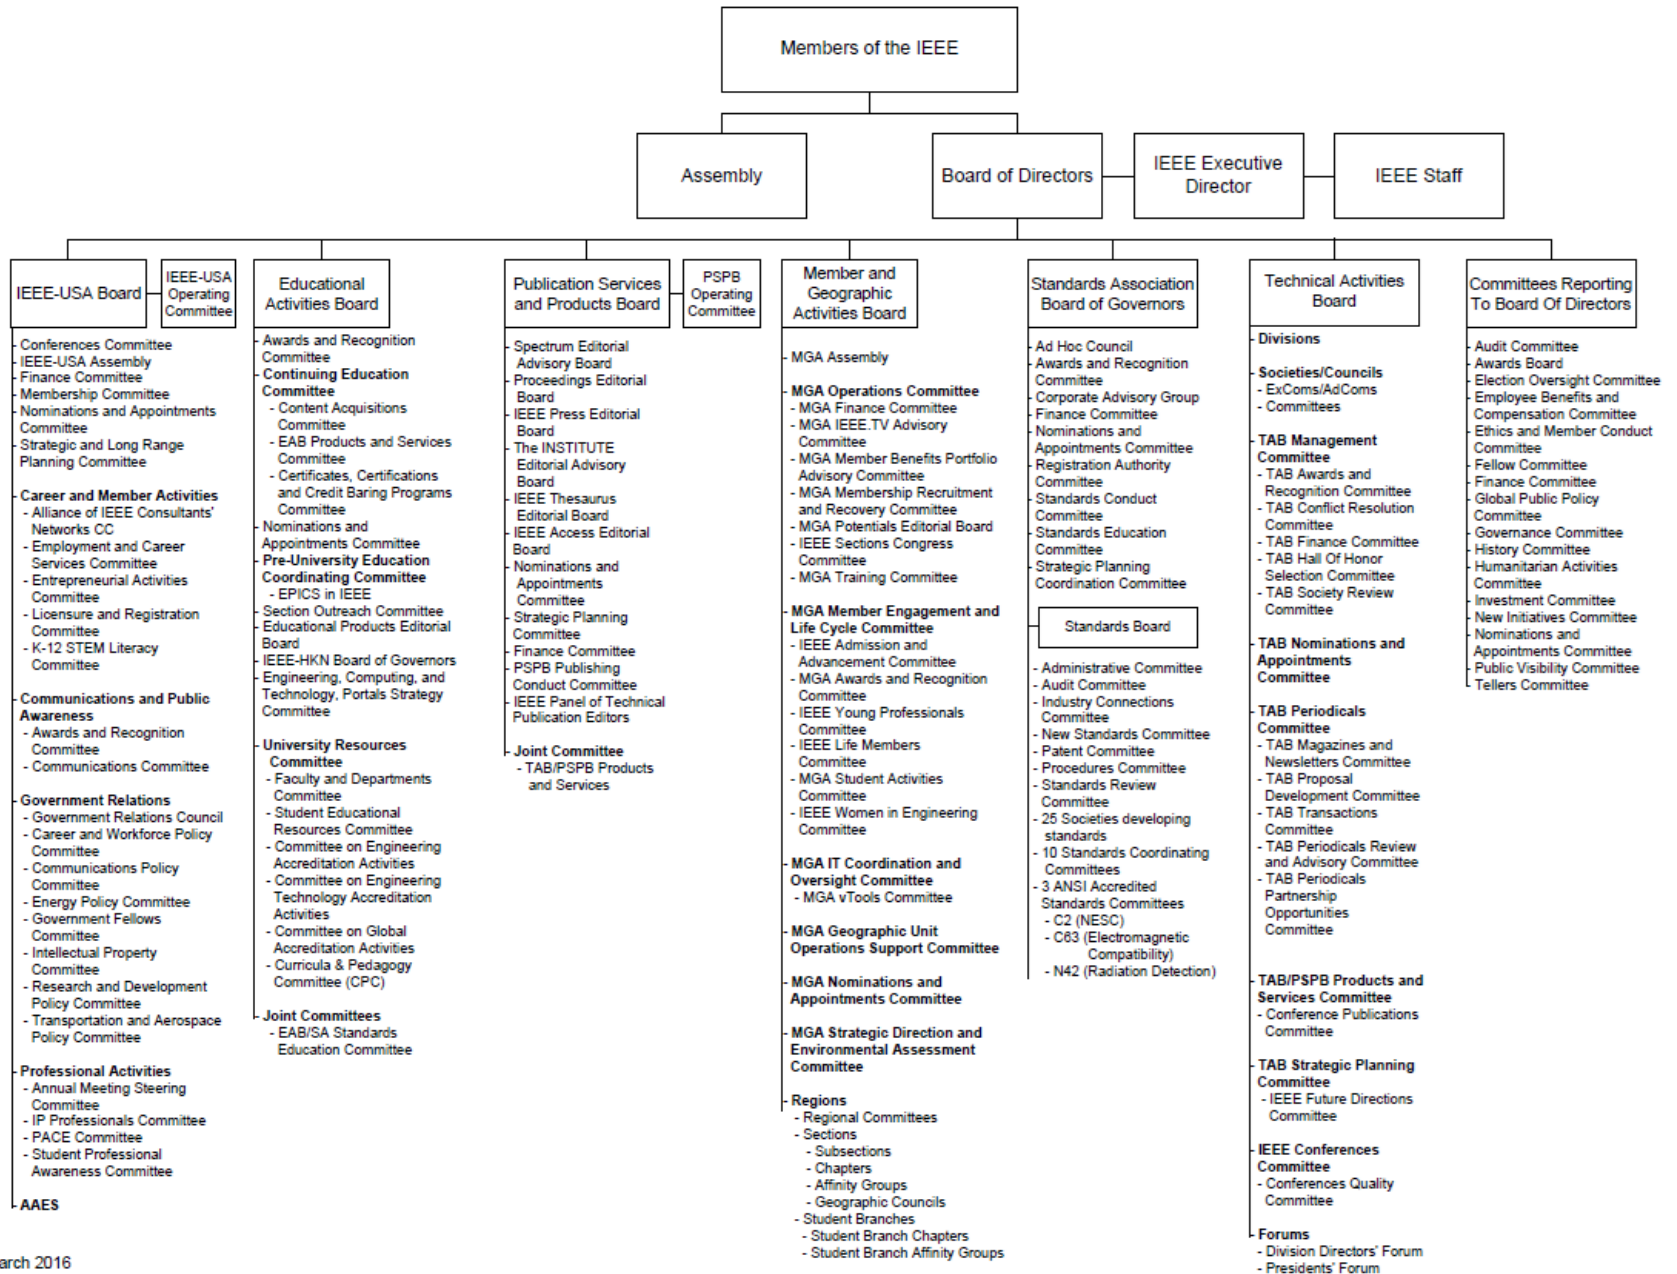 Members of the IEEE
Assembly
Board of Directors
IEEE Executive
Director
IEEE Staff
IEEE-USA Board
IEEE-USA
Operating
Committee
- Conferences Committee
- IEEE-USA Assembly
- Finance Committee
- Membership Committee
- Nominations and Appointments
Committee
- Strategic and Long Range
Planning Committee
- Career and Member Activities
- Alliance of IEEE Consultants'
Networks CC
- Employment and Career
Services Committee
- Entrepreneurial Activities
Committee
- Licensure and Registration
Committee
- K-12 STEM Literacy
Committee
- Communications and Public
Awareness
- Awards and Recognition
Committee
- Communications Committee
- Government Relations
- Government Relations Council
- Career and Workforce Policy
Committee
- Communications Policy
Committee
- Energy Policy Committee
- Government Fellows
Committee
- Intellectual Property
Committee
- Research and Development
Policy Committee
- Transportation and Aerospace
Policy Committee
- Professional Activities
- Annual Meeting Steering
Committee
- IP Professionals Committee
- PACE Committee
- Student Professional
Awareness Committee
- AAES
Educational
Activities Board
- Awards and Recognition
Committee
- Continuing Education
Committee
- Content Acquisitions
Committee
- EAB Products and Services
Committee
- Certificates, Certifications
and Credit Baring Programs
Committee
- Nominations and
Appointments Committee
- Pre-University Education
Coordinating Committee
- EPICS in IEEE
- Section Outreach Committee
- Educational Products Editorial
Board
- IEEE-HKN Board of Governors
- Engineering, Computing, and
Technology, Portals Strategy
Committee
- University Resources
Committee
- Faculty and Departments
Committee
- Student Educational
Resources Committee
- Committee on Engineering
Accreditation Activities
- Committee on Engineering
Technology Accreditation
Activities
- Committee on Global
Accreditation Activities
- Curricula & Pedagogy
Committee (CPC)
- Joint Committees
- EAB/SA Standards
Education Committee
Publication Services
and Products Board
PSPB
Operating
Committee
- Spectrum Editorial
Advisory Board
- Proceedings Editorial
Board
- IEEE Press Editorial
Board
- The INSTITUTE
Editorial Advisory
Board
- IEEE Thesaurus
Editorial Board
- IEEE Access Editorial
Board
- Nominations and
Appointments
Committee
- Strategic Planning
Committee
- Finance Committee
- PSPB Publishing
Conduct Committee
- IEEE Panel of Technical
Publication Editors
- Joint Committee
- TAB/PSPB Products
and Services
Member and
Geographic
Activities Board
- MGA Assembly
- MGA Operations Committee
- MGA Finance Committee
- MGA IEEE.TV Advisory
Committee
- MGA Member Benefits Portfolio
Advisory Committee
- MGA Membership Recruitment
and Recovery Committee
- MGA Potentials Editorial Board
- IEEE Sections Congress
Committee
- MGA Training Committee
- MGA Member Engagement and
Life Cycle Committee
- IEEE Admission and
Advancement Committee
- MGA Awards and Recognition
Committee
- IEEE Young Professionals
Committee
- IEEE Life Members
Committee
- MGA Student Activities
Committee
- IEEE Women in Engineering
Committee
- MGA IT Coordination and
Oversight Committee
- MGA vTools Committee
- MGA Geographic Unit
Operations Support Committee
- MGA Nominations and
Appointments Committee
- MGA Strategic Direction and
Environmental Assessment
Committee
- Regions
- Regional Committees
- Sections
- Subsections
- Chapters
- Affinity Groups
- Geographic Councils
- Student Branches
- Student Branch Chapters
- Student Branch Affinity Groups
Standards Association
Board of Governors
- Ad Hoc Council
- Awards and Recognition
Committee
- Corporate Advisory Group
- Finance Committee
- Nominations and
Appointments Committee
- Registration Authority
Committee
- Standards Conduct
Committee
- Standards Education
Committee
- Strategic Planning
Coordination Committee
Standards Board
- Administrative Committee
- Audit Committee
- Industry Connections
Committee
- New Standards Committee
- Patent Committee
- Procedures Committee
- Standards Review
Committee
- 25 Societies developing
standards
- 10 Standards Coordinating
Committees
- 3 ANSI Accredited
Standards Committees
- C2 (NESC)
- C63 (Electromagnetic
Compatibility)
- N42 (Radiation Detection)
Technical Activities
Board
- Divisions
- Societies/Councils
- ExComs/AdComs
- Committees
- TAB Management
Committee
- TAB Awards and
Recognition Committee
- TAB Conflict Resolution
Committee
- TAB Finance Committee
- TAB Hall Of Honor
Selection Committee
- TAB Society Review
Committee
- TAB Nominations and
Appointments
Committee
- TAB Periodicals
Committee
- TAB Magazines and
Newsletters Committee
- TAB Proposal
Development Committee
- TAB Transactions
Committee
- TAB Periodicals Review
and Advisory Committee
- TAB Periodicals
Partnership
Opportunities
Committee
- TAB/PSPB Products and
Services Committee
- Conference Publications
Committee
- TAB Strategic Planning
Committee
- IEEE Future Directions
Committee
- IEEE Conferences
Committee
- Conferences Quality
Committee
- Forums
- Division Directors' Forum
- Presidents' Forum
Committees Reporting
To Board Of Directors
- Audit Committee
- Awards Board
- Election Oversight Committee
- Employee Benefits and
Compensation Committee
- Ethics and Member Conduct
Committee
- Fellow Committee
- Finance Committee
- Global Public Policy
Committee
- Governance Committee
- History Committee
- Humanitarian Activities
Committee
- Investment Committee
- New Initiatives Committee
- Nominations and
Appointments Committee
- Public Visibility Committee
- Tellers Committee
arch 2016